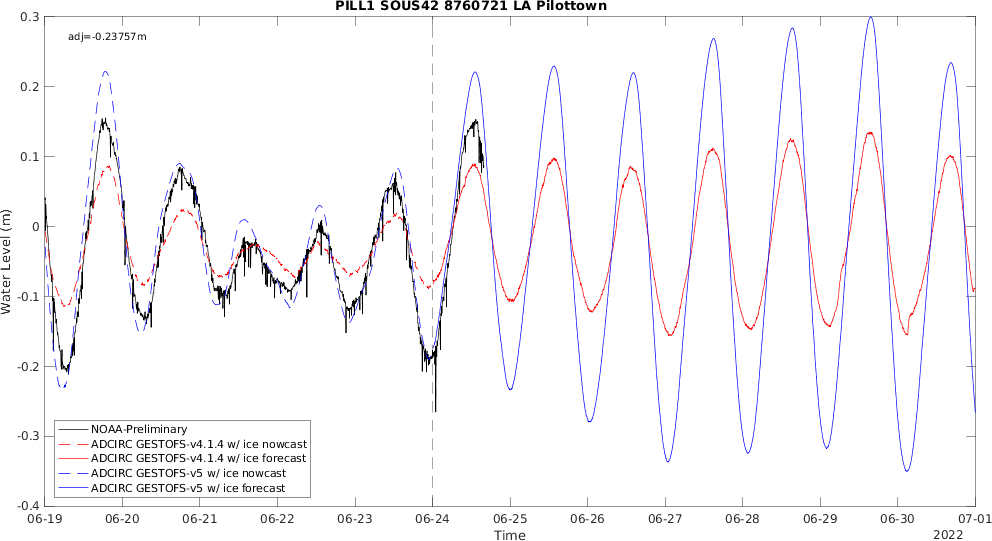 PILL1 SOUS42 8760721 LA Pilottown
adj=-0.23757m
0.3
0.2
0.1
0
-0.1
-0.2
-0.3
-0.4
Water Level (m)
NOAA-Preliminary
ADCIRC GESTOFS-v4.1.4 w/ ice nowcast
ADCIRC GESTOFS-v4.1.4 w/ ice forecast
ADCIRC GESTOFS-v5 w/ ice nowcast
ADCIRC GESTOFS-v5 w/ ice forecast
06-19 06-20 06-21 06-22 06-23 06-24 06-25 06-26 06-27 06-28 06-29 06-30 07-01
Time
2022